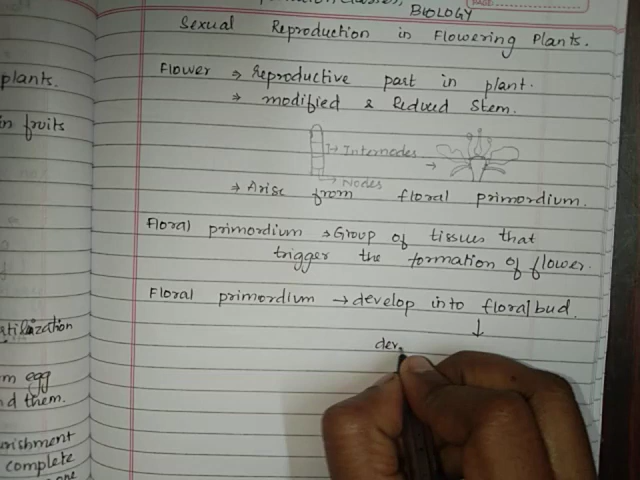 BIOLOGY
Sexual Reproduction in Flowering Plants.
Flower → Reproductive part in plant.
→ modified & Reduced Stem.
→ Internodes →
→ Nodes
→ Arise from floral primordium.
Floral primordium → Group of tissues that
trigger the formation of flower.
Floral primordium → develop into floral bud.
↓
dev
plants.
in fruits
egg
them.
complete